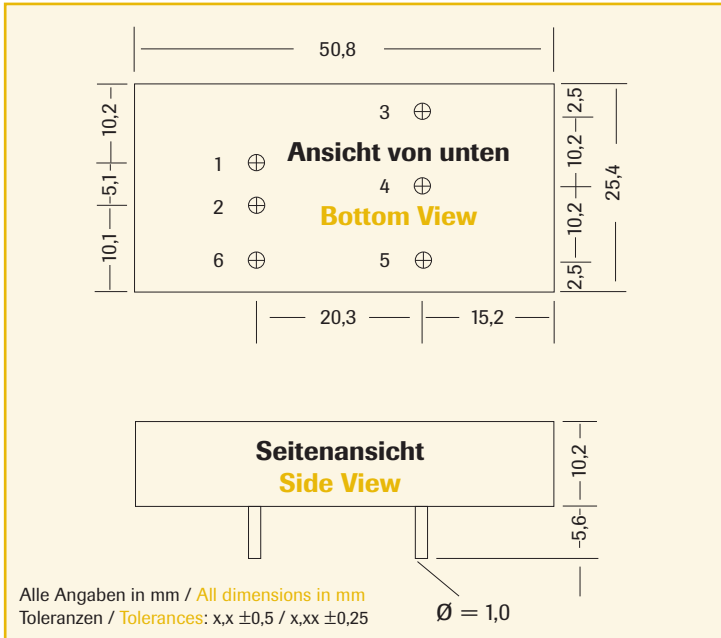 50,8
10,2
5,1
10,1
1
2
6
3
4
5
Ansicht von unten
Bottom View
2,5
10,2
10,2
2,5
25,4
20,3
15,2
Seitenansicht
Side View
10,2
5,6
Ø = 1,0
Alle Angaben in mm / All dimensions in mm
Toleranzen / Tolerances: x,x ±0,5 / x,xx ±0,25